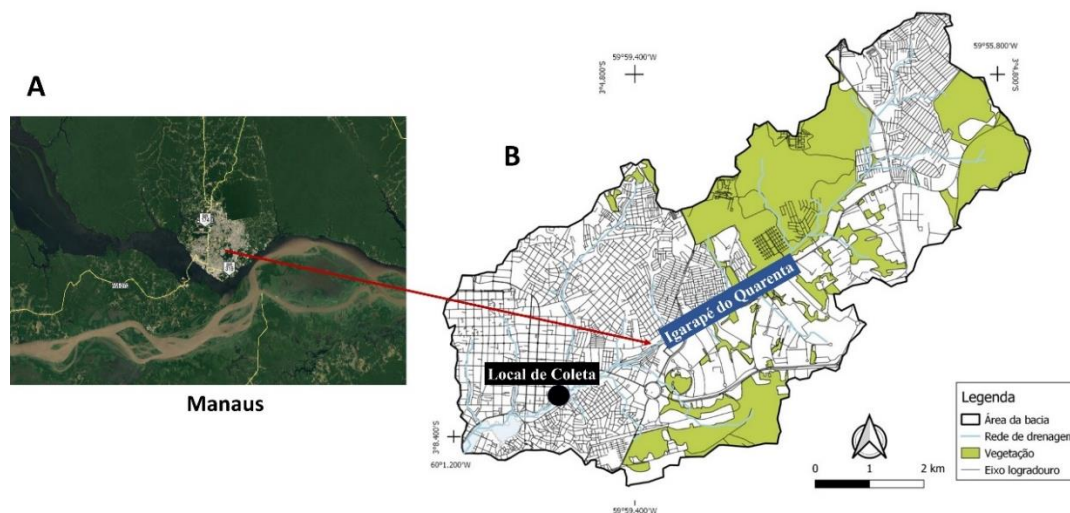 A
Manaus
B
59°59.400'W
3°4.800'S
59°55.800'W
3°4.800'S
Igarapé do Quarenta
Local de Coleta
3°8.400'S
60°1.200'W
59°59.400'W
0 1 2 km
Legenda
Área da bacia
Rede de drenagem
Vegetação
Eixo logradouro